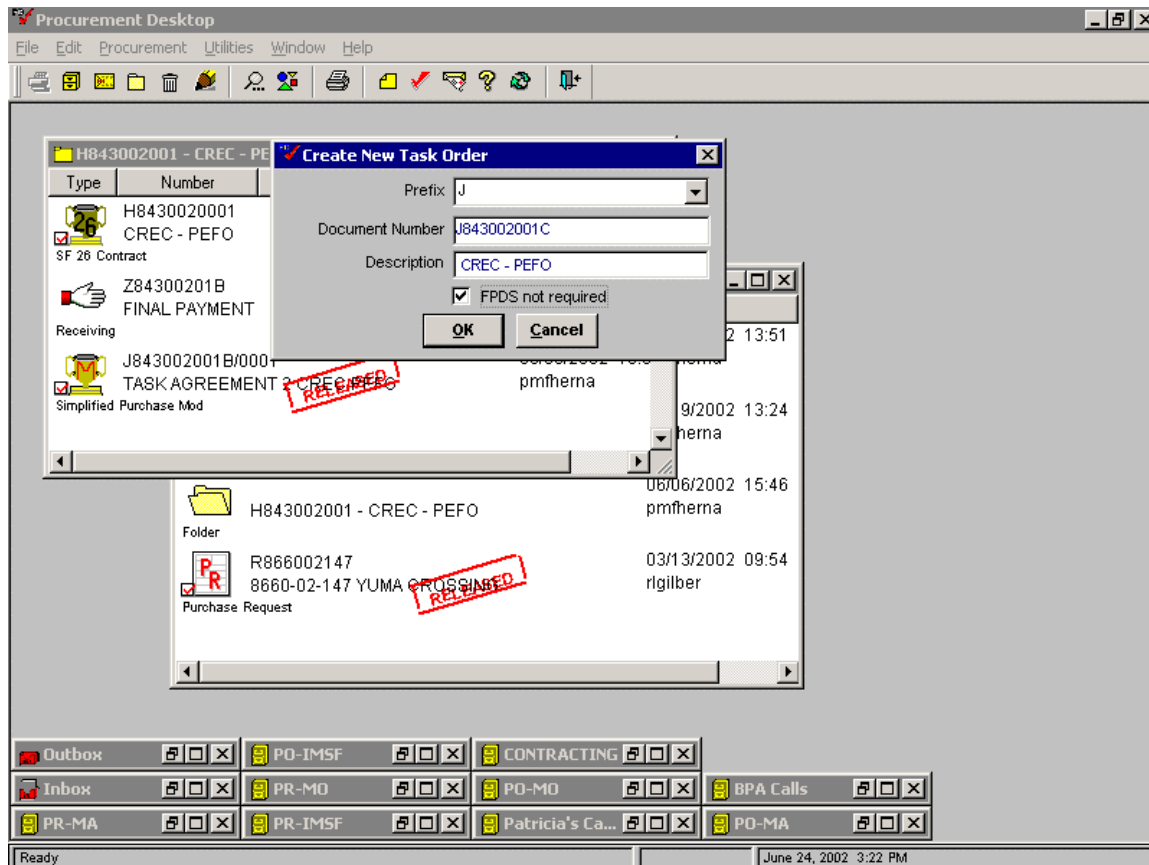 Procurement Desktop
File Edit Procurement Utilities Window Help
H843002001 - CREC - PE
Type Number
26
H8430020001
CREC - PEFO
SF 26 Contract
Z84300201B
FINAL PAYMENT
Receiving
M
J843002001B/0001
TASK AGREEMENT 2 CREC PEFO
pmfherna
RELEASED
Simplified Purchase Mod
Create New Task Order
Prefix J
Document Number J843002001C
Description CREC - PEFO
FPDS not required
OK Cancel
2 13:51
9/2002 13:24
herna
06/06/2002 15:46
H843002001 - CREC - PEFO
pmfherna
Folder
PR
R866002147
03/13/2002 09:54
8660-02-147 YUMA CROSSING
rlgilber
RELEASED
Purchase Request
Outbox PO-IMSF CONTRACTING
Inbox PR-MO PO-MO BPA Calls
PR-MA PR-IMSF Patricia's Ca... PO-MA
Ready
June 24, 2002 3:22 PM